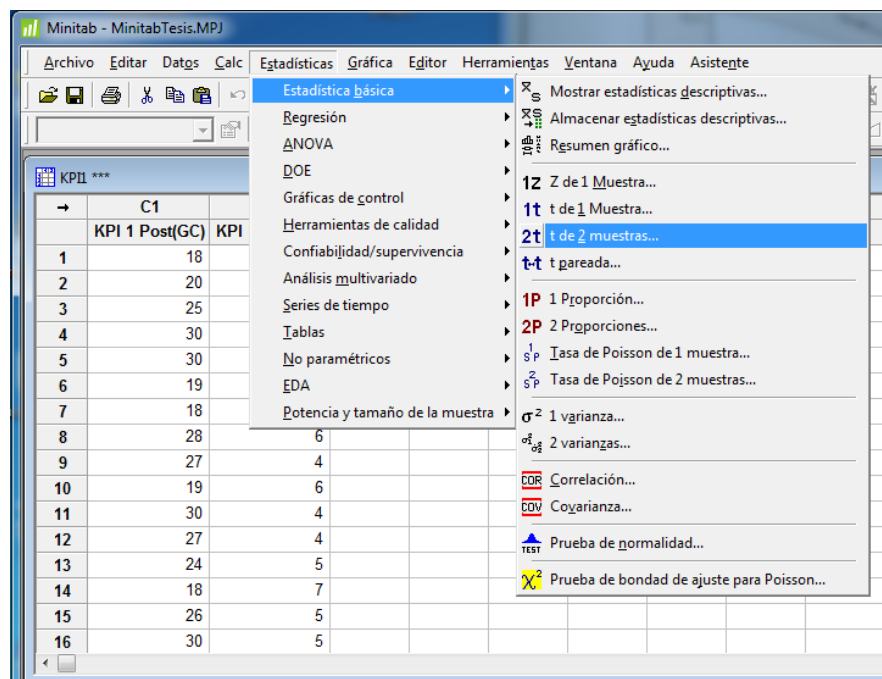 Minitab - MinitabTesis.MPJ
Archivo Editar Datos Calc Estadísticas Gráfica Editor Herramientas Ventana Ayuda Asistente
Estadística básica
Regresión
ANOVA
DOE
Gráficas de control
Herramientas de calidad
Confiabilidad/supervivencia
Análisis multivariado
Series de tiempo
Tablas
No paramétricos
EDA
Potencia y tamaño de la muestra
Mostrar estadísticas descriptivas...
Almacenar estadísticas descriptivas...
Resumen gráfico...
1Z Z de 1 Muestra...
1t t de 1 Muestra...
2t t de 2 muestras...
t-t t pareada...
1P 1 Proporción...
2P 2 Proporciones...
Tasa de Poisson de 1 muestra...
Tasa de Poisson de 2 muestras...
σ² 1 varianza...
2 varianzas...
COR Correlación...
COV Covarianza...
TEST Prueba de normalidad...
χ² Prueba de bondad de ajuste para Poisson...
KPI1 ***
C1
KPI 1 Post(GC) KPI
1 18
2 20
3 25
4 30
5 30
6 19
7 18
8 28 6
9 27 4
10 19 6
11 30 4
12 27 4
13 24 5
14 18 7
15 26 5
16 30 5